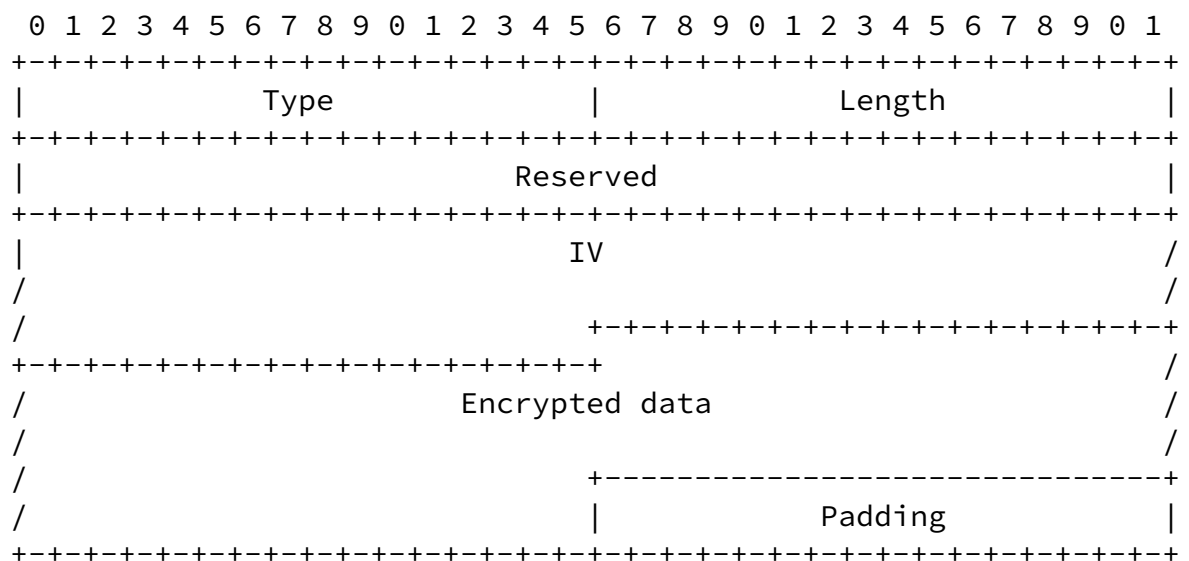 0 1 2 3 4 5 6 7 8 9 0 1 2 3 4 5 6 7 8 9 0 1 2 3 4 5 6 7 8 9 0 1
+-+-+-+-+-+-+-+-+-+-+-+-+-+-+-+-+-+-+-+-+-+-+-+-+-+-+-+-+-+-+-+-+
|             Type              |             Length            |
+-+-+-+-+-+-+-+-+-+-+-+-+-+-+-+-+-+-+-+-+-+-+-+-+-+-+-+-+-+-+-+-+
|                           Reserved                            |
+-+-+-+-+-+-+-+-+-+-+-+-+-+-+-+-+-+-+-+-+-+-+-+-+-+-+-+-+-+-+-+-+
|                              IV                               /
/                                                               /
/                               +-+-+-+-+-+-+-+-+-+-+-+-+-+-+-+-+
+-+-+-+-+-+-+-+-+-+-+-+-+-+-+-+-+                               /
/                        Encrypted data                         /
/                                                               /
/                               +-------------------------------+
/                               |            Padding            |
+-+-+-+-+-+-+-+-+-+-+-+-+-+-+-+-+-+-+-+-+-+-+-+-+-+-+-+-+-+-+-+-+